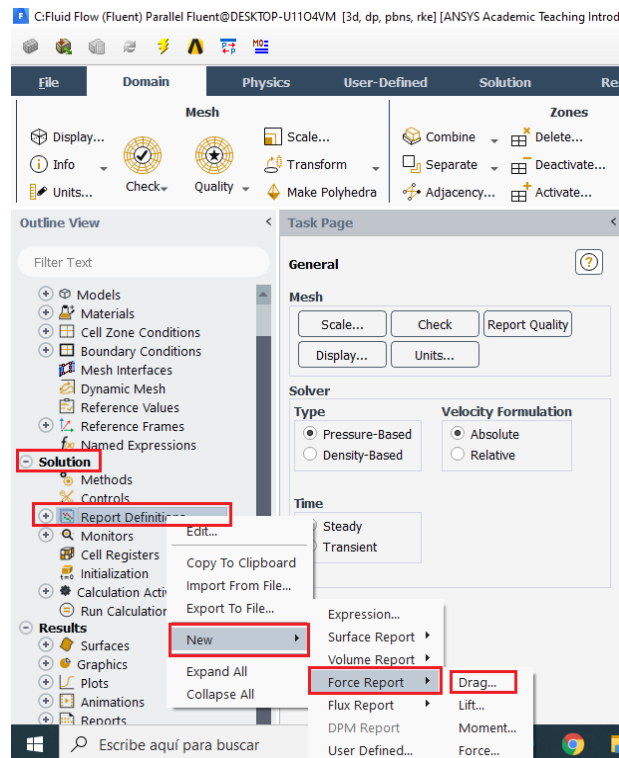 C:Fluid Flow (Fluent) Parallel Fluent@DESKTOP-U11O4VM [3d, dp, pbns, rke] [ANSYS Academic Teaching Introd
File Domain Physics User-Defined Solution Re
Mesh Zones
Display... Scale... Combine Delete...
Info Transform Separate Deactivate...
Units... Check Quality Make Polyhedra Adjacency... Activate...
Outline View
Filter Text
Models
Materials
Cell Zone Conditions
Boundary Conditions
Mesh Interfaces
Dynamic Mesh
Reference Values
Reference Frames
Named Expressions
Solution
Methods
Controls
Report Definitions
Monitors
Cell Registers
Initialization
Calculation Activ
Run Calculation
Results
Surfaces
Graphics
Plots
Animations
Reports
Task Page
General
Mesh
Scale... Check Report Quality
Display... Units...
Solver
Type Velocity Formulation
Pressure-Based Absolute
Density-Based Relative
Time
Steady
Transient
Edit...
Copy To Clipboard
Import From File...
Export To File...
New
Expand All
Collapse All
Expression...
Surface Report
Volume Report
Force Report
Flux Report
DPM Report
User Defined...
Drag...
Lift...
Moment...
Force...
Escribe aquí para buscar